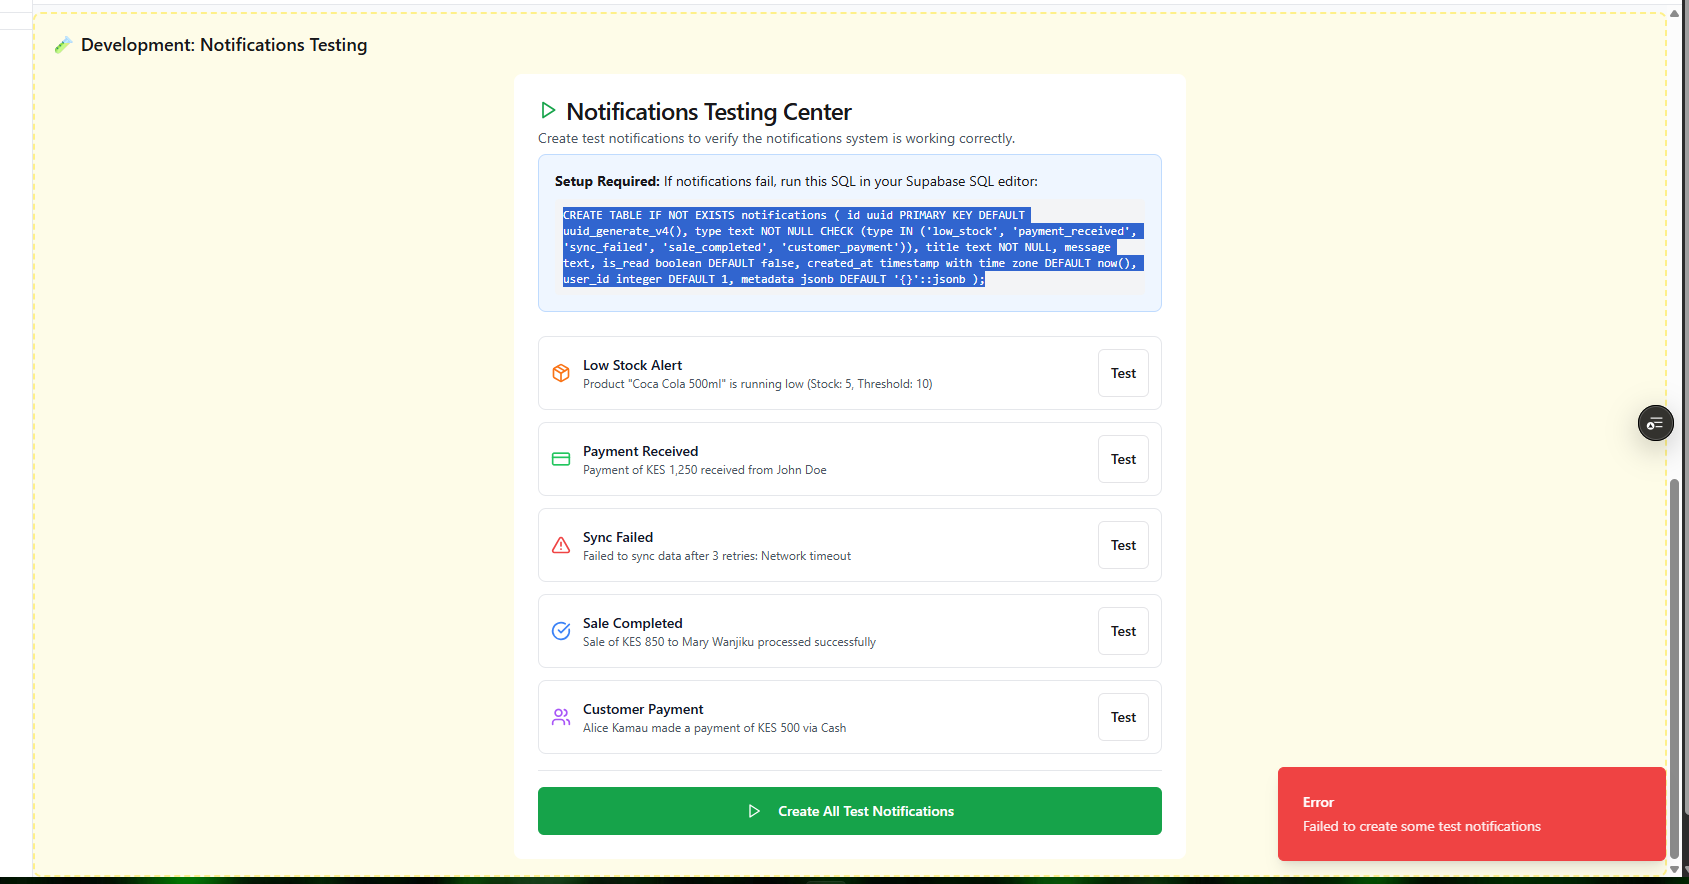 Development: Notifications Testing
Notifications Testing Center
Create test notifications to verify the notifications system is working correctly.
Setup Required: If notifications fail, run this SQL in your Supabase SQL editor:
CREATE TABLE IF NOT EXISTS notifications ( id uuid PRIMARY KEY DEFAULT
uuid_generate_v4(), type text NOT NULL CHECK (type IN ('low_stock', 'payment_received',
'sync_failed', 'sale_completed', 'customer_payment')), title text NOT NULL, message
text, is_read boolean DEFAULT false, created_at timestamp with time zone DEFAULT now(),
user_id integer DEFAULT 1, metadata jsonb DEFAULT '{}'::jsonb );
Low Stock Alert
Product "Coca Cola 500ml" is running low (Stock: 5, Threshold: 10)
Test
Payment Received
Payment of KES 1,250 received from John Doe
Test
Sync Failed
Failed to sync data after 3 retries: Network timeout
Test
Sale Completed
Sale of KES 850 to Mary Wanjiku processed successfully
Test
Customer Payment
Alice Kamau made a payment of KES 500 via Cash
Test
Create All Test Notifications
Error
Failed to create some test notifications